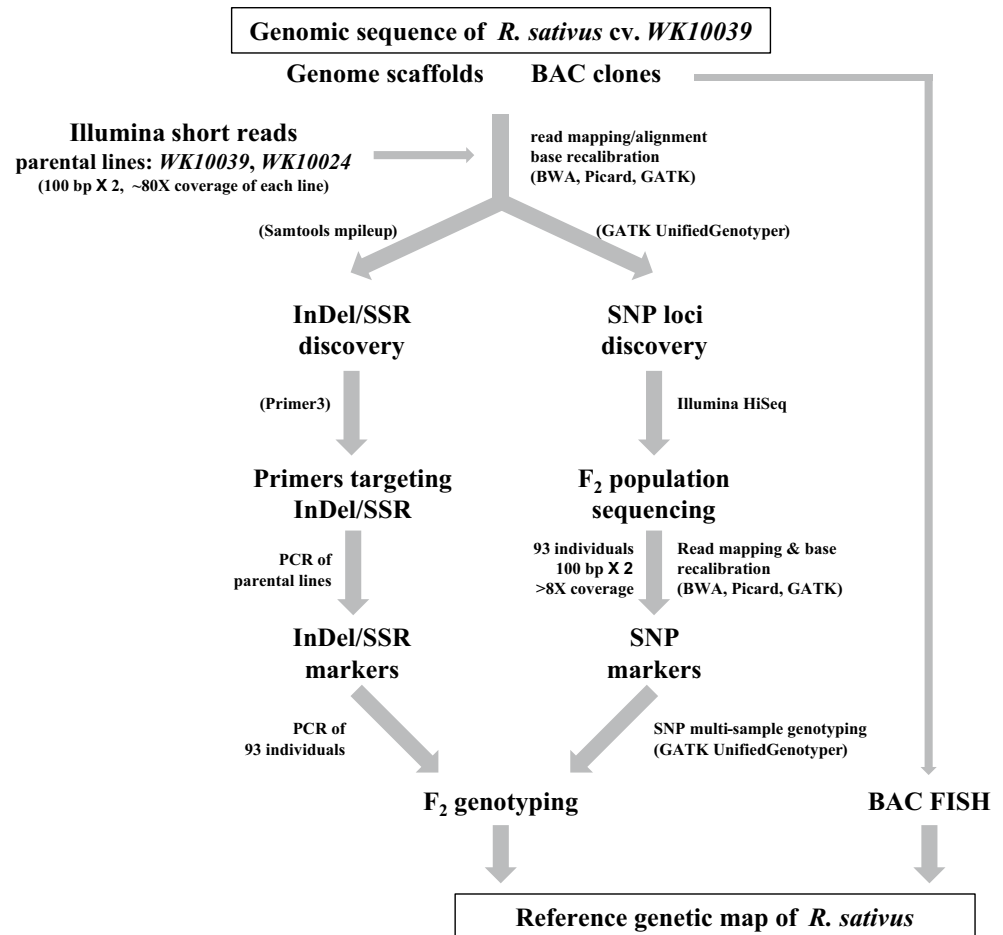 Genomic sequence of R. sativus cv. WK10039
Genome scaffolds BAC clones
Illumina short reads
parental lines: WK10039, WK10024
(100 bp X 2, ~80X coverage of each line)
read mapping/alignment
base recalibration
(BWA, Picard, GATK)
(Samtools mpileup)
(GATK UnifiedGenotyper)
InDel/SSR
discovery
SNP loci
discovery
(Primer3)
Illumina HiSeq
Primers targeting
InDel/SSR
F2 population
sequencing
PCR of
parental lines
93 individuals
100 bp X 2
>8X coverage
Read mapping & base
recalibration
(BWA, Picard, GATK)
InDel/SSR
markers
SNP
markers
PCR of
93 individuals
SNP multi-sample genotyping
(GATK UnifiedGenotyper)
F2 genotyping
BAC FISH
Reference genetic map of R. sativus